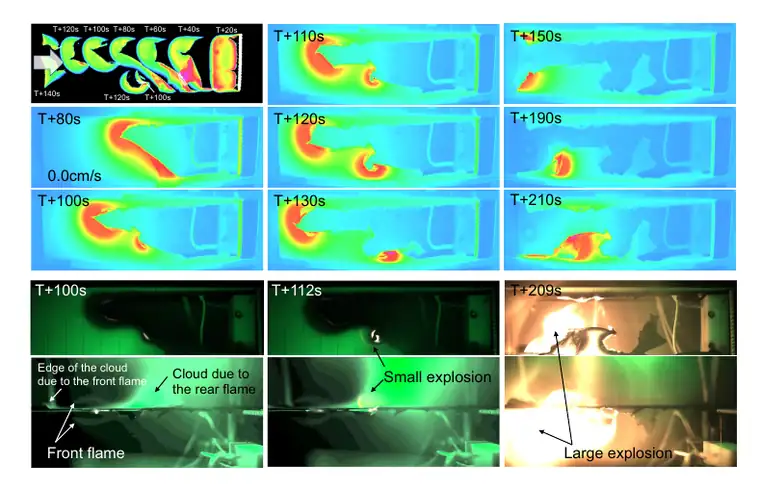 T+120s T+100s T+80s T+60s T+40s T+20s
T+140s
T+120s T+100s
T+110s
T+150s
T+80s
0.0cm/s
T+120s
T+190s
T+100s
T+130s
T+210s
T+100s
T+112s
T+209s
Edge of the cloud
due to the front flame
Cloud due to
the rear flame
Front flame
Small explosion
Large explosion